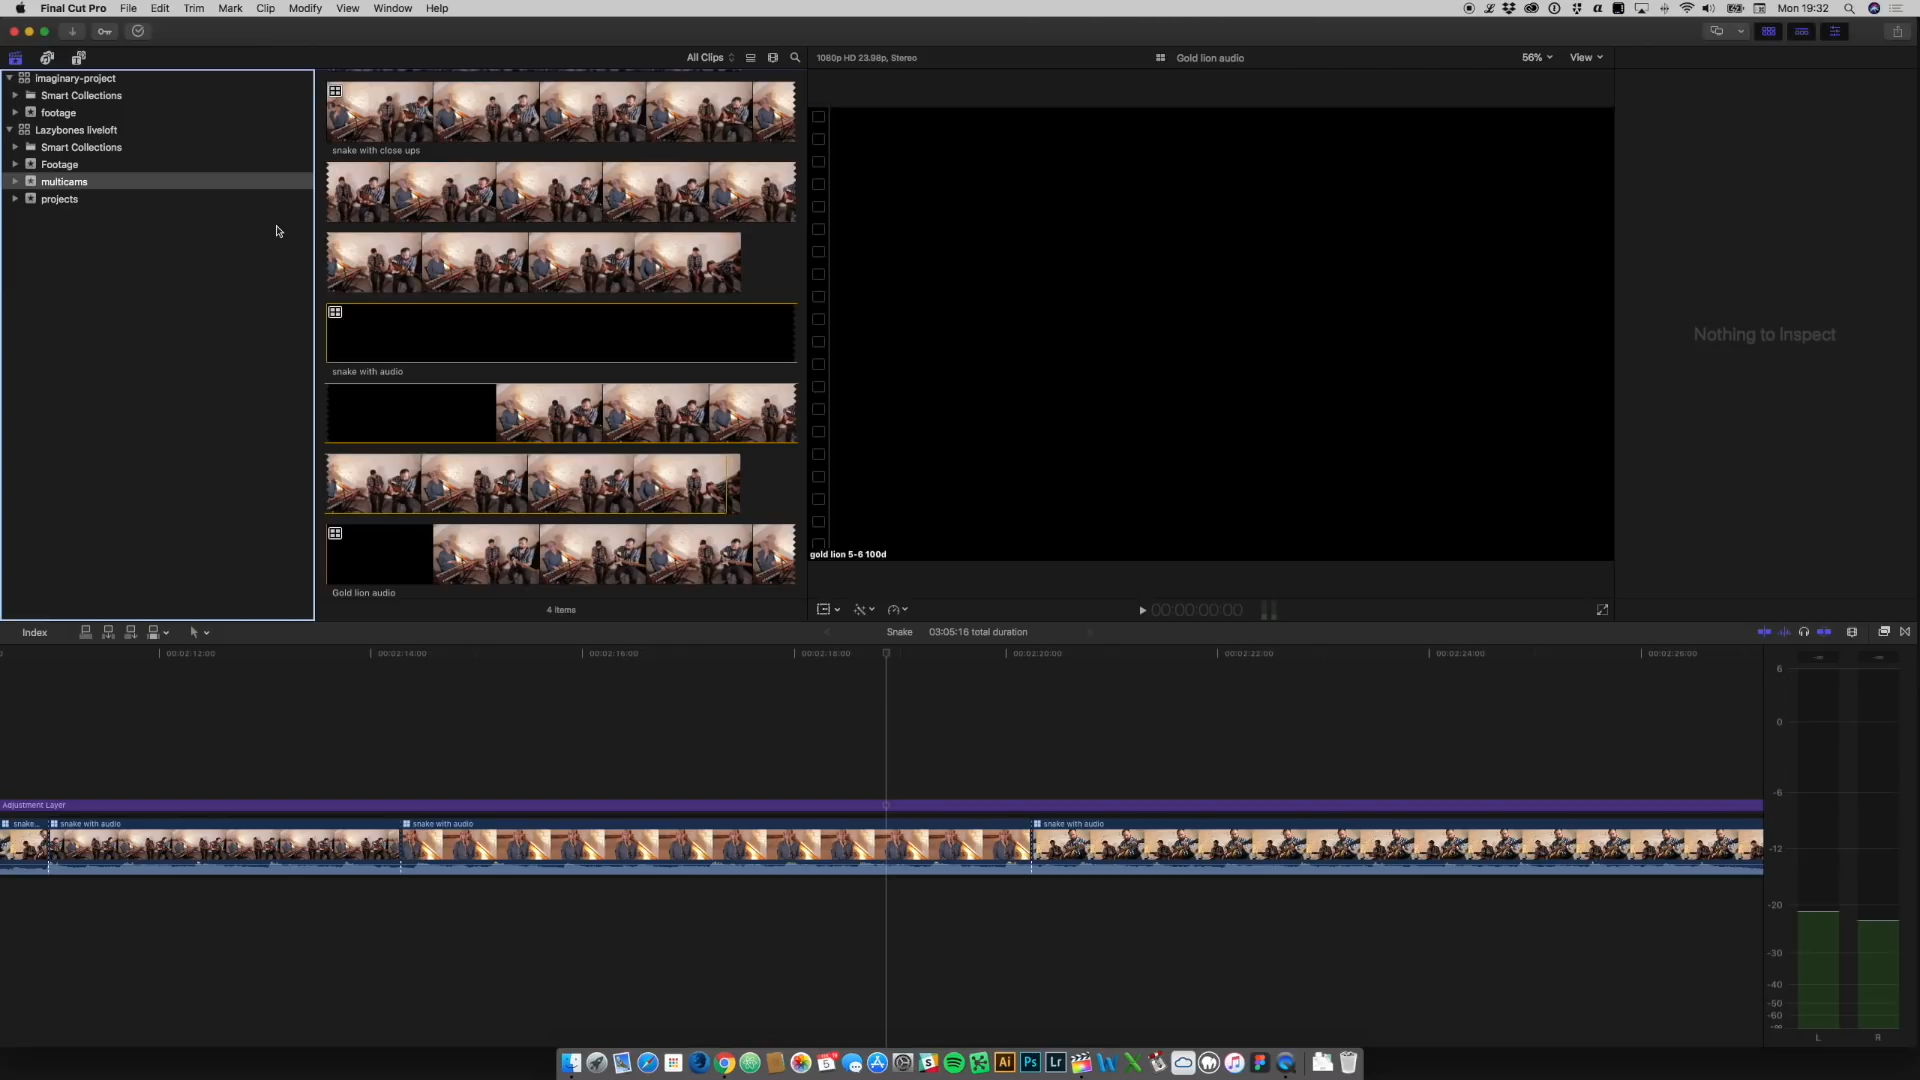 Final Cut Pro File Edit Trim Mark Clip Modify View Window Help Mon 19:32
All Clips 1080p HD 23.98p, Stereo Gold lion audio 56% View
imaginary-project
Smart Collections
footage
Lazybones liveloft
Smart Collections
Footage
multicams
projects
snake with close ups
snake with audio
Gold lion audio
4 items
gold lion 5-6 100d
00:00:00:00
Nothing to Inspect
Index Snake 03:05:16 total duration
00:02:12:00 00:02:14:00 00:02:16:00 00:02:18:00 00:02:20:00 00:02:22:00 00:02:24:00 00:02:26:00
Adjustment Layer
snake... snake with audio snake with audio snake with audio
6
0
-6
-12
-20
-30
-40
-50
-60
-∞
L R
5
S Ai Ps Lr W X